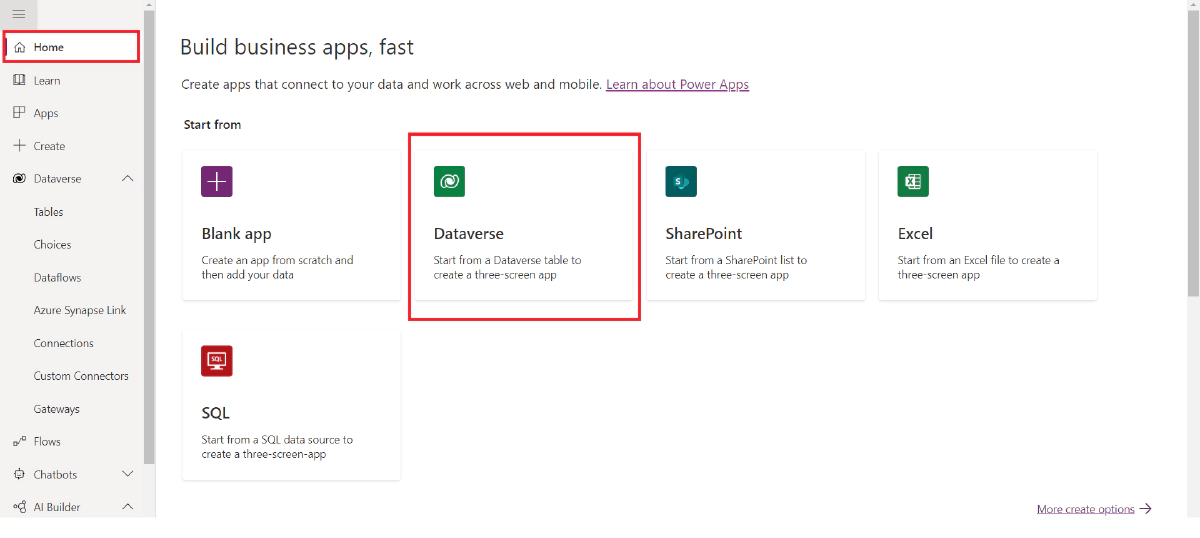 Home
Learn
Apps
Create
Dataverse
Tables
Choices
Dataflows
Azure Synapse Link
Connections
Custom Connectors
Gateways
Flows
Chatbots
AI Builder
Build business apps, fast
Create apps that connect to your data and work across web and mobile. Learn about Power Apps
Start from
Blank app
Create an app from scratch and
then add your data
Dataverse
Start from a Dataverse table to
create a three-screen app
S
SharePoint
Start from a SharePoint list to
create a three-screen app
X
Excel
Start from an Excel file to create a
three-screen app
SQL
SQL
Start from a SQL data source to
create a three-screen-app
More create options